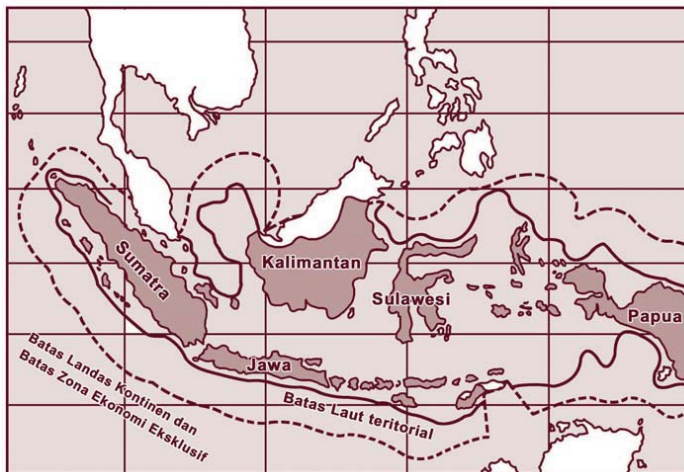 Sumatra
Kalimantan
Sulawesi
Papua
Jawa
Batas Landas Kontinen dan
Batas Zona Ekonomi Eksklusif
Batas Laut teritorial